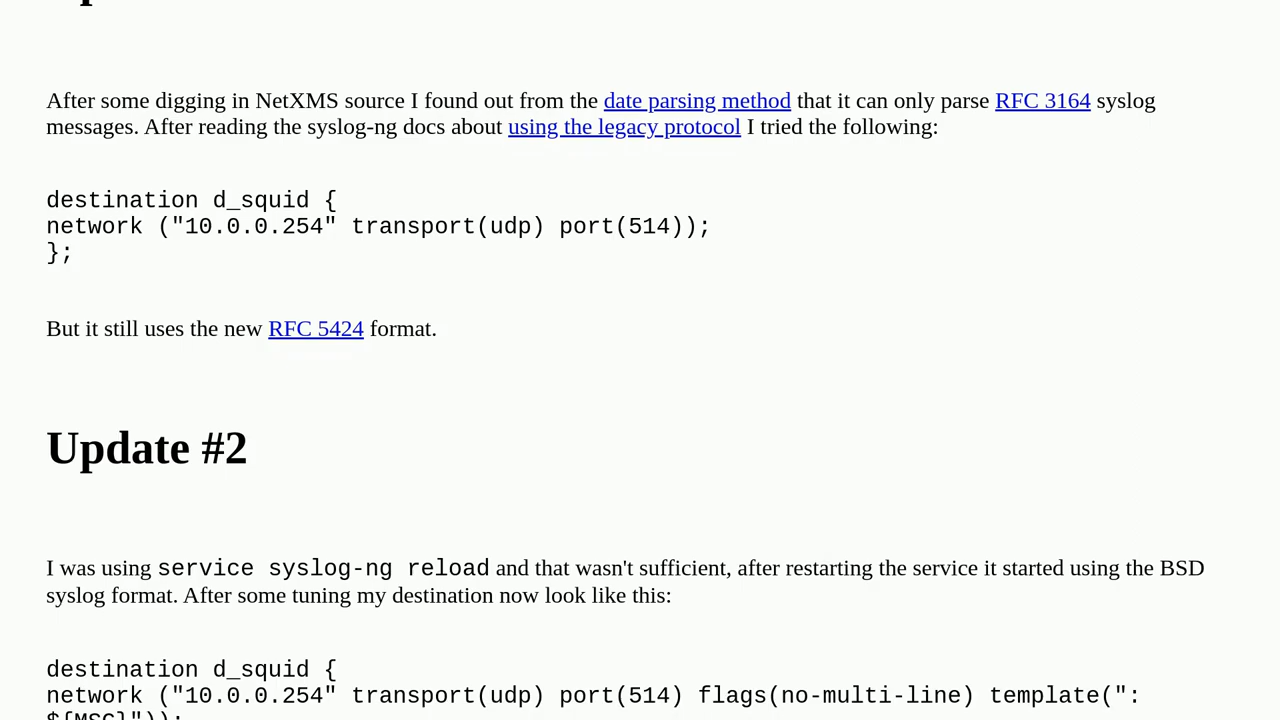 After some digging in NetXMS source I found out from the date parsing method that it can only parse RFC 3164 syslog
messages. After reading the syslog-ng docs about using the legacy protocol I tried the following:
destination d_squid {
network ("10.0.0.254" transport(udp) port(514));
};
But it still uses the new RFC 5424 format.
Update #2
I was using service syslog-ng reload and that wasn't sufficient, after restarting the service it started using the BSD
syslog format. After some tuning my destination now look like this:
destination d_squid {
network ("10.0.0.254" transport(udp) port(514) flags(no-multi-line) template(":
${MSG}"));